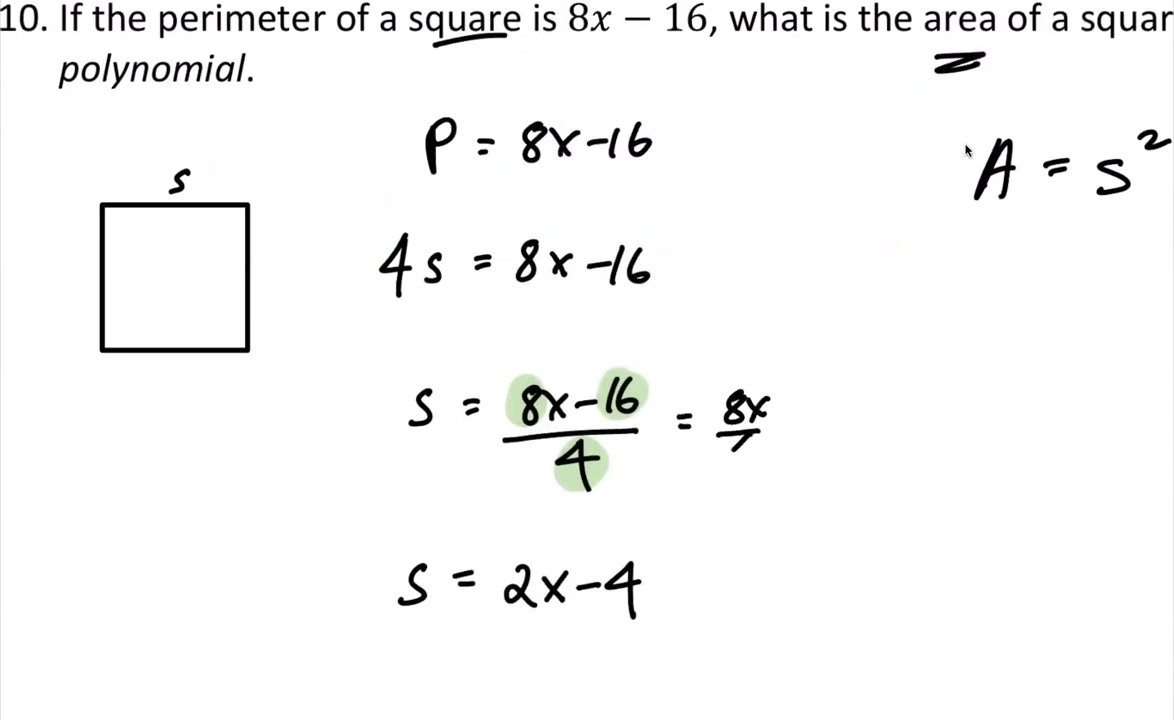 10. If the perimeter of a square is 8x − 16, what is the area of a squar
polynomial.
P = 8x-16
A = s²
s
4s = 8x-16
s = (8x-16)/4 = 8x/
s = 2x-4